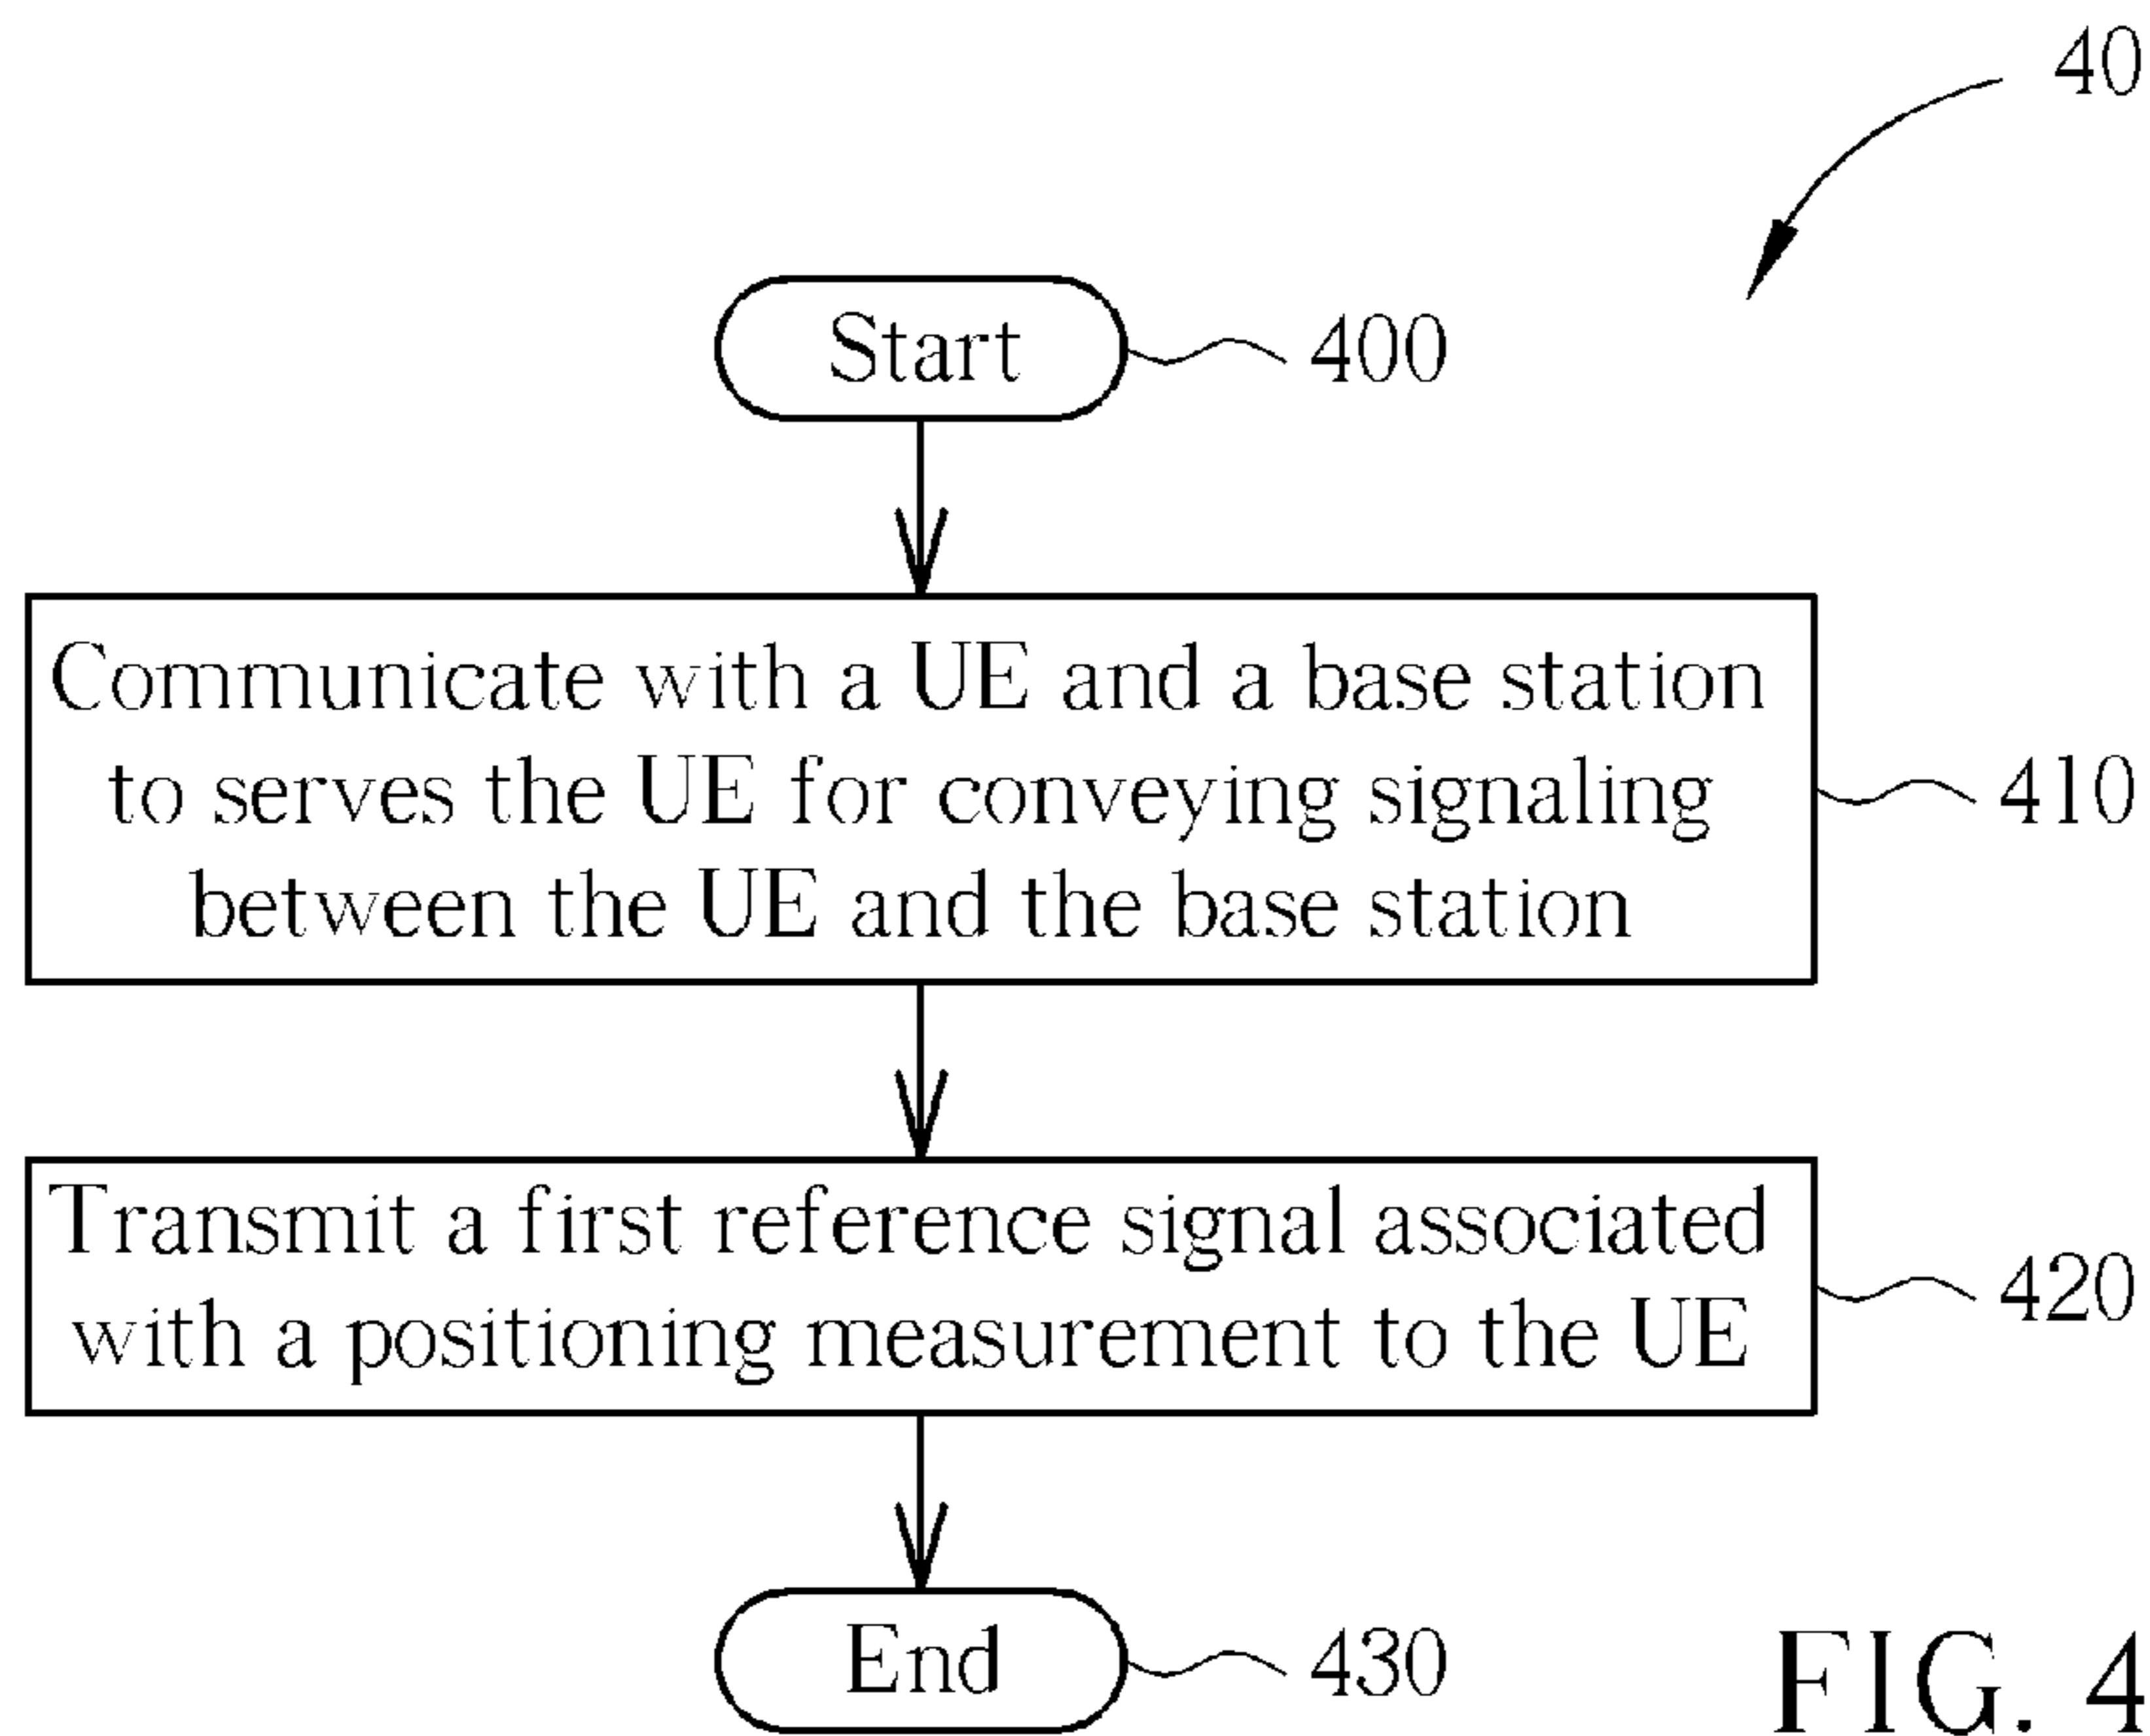 40
Start
400
Communicate with a UE and a base station
to serves the UE for conveying signaling
between the UE and the base station
410
Transmit a first reference signal associated
with a positioning measurement to the UE
420
End
430
FIG. 4